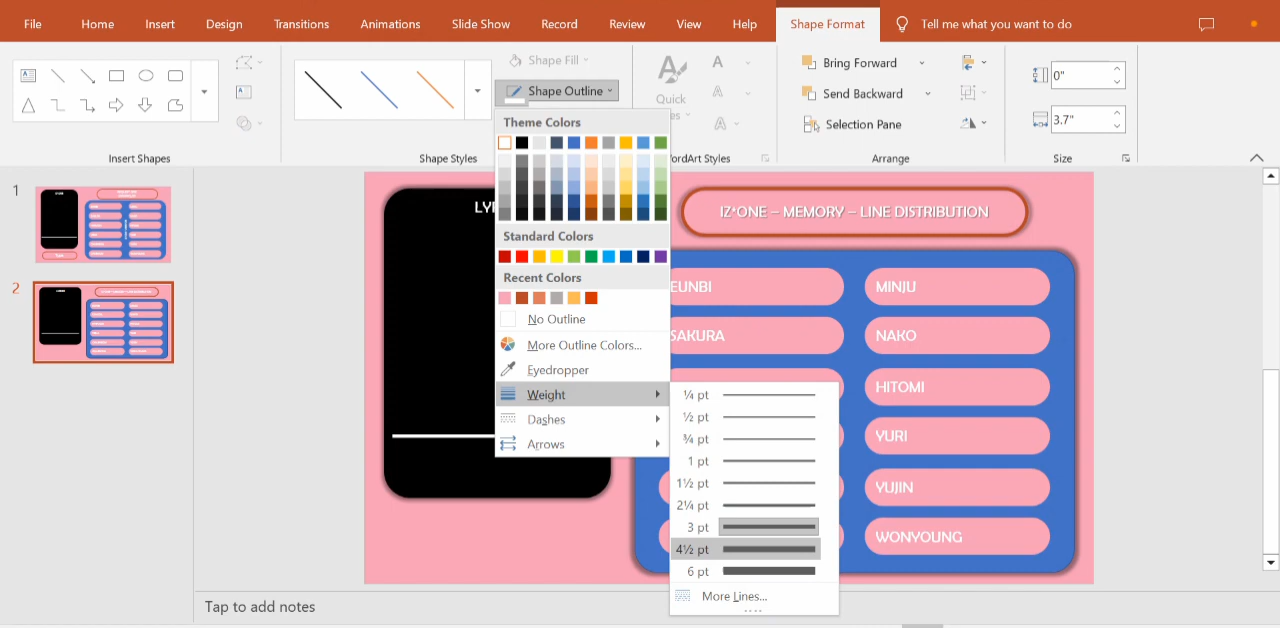 File Home Insert Design Transitions Animations Slide Show Record Review View Help Shape Format Tell me what you want to do
Shape Fill
Shape Outline
Quick
Bring Forward
Send Backward
Selection Pane
0"
3.7"
Insert Shapes
Shape Styles
Arrange
Size
Theme Colors
Standard Colors
Recent Colors
No Outline
More Outline Colors...
Eyedropper
Weight
Dashes
Arrows
¼ pt
½ pt
¾ pt
1 pt
1½ pt
2¼ pt
3 pt
4½ pt
6 pt
More Lines...
1
2
IZ*ONE – MEMORY – LINE DISTRIBUTION
EUNBI
MINJU
SAKURA
NAKO
HITOMI
YURI
YUJIN
WONYOUNG
Tap to add notes